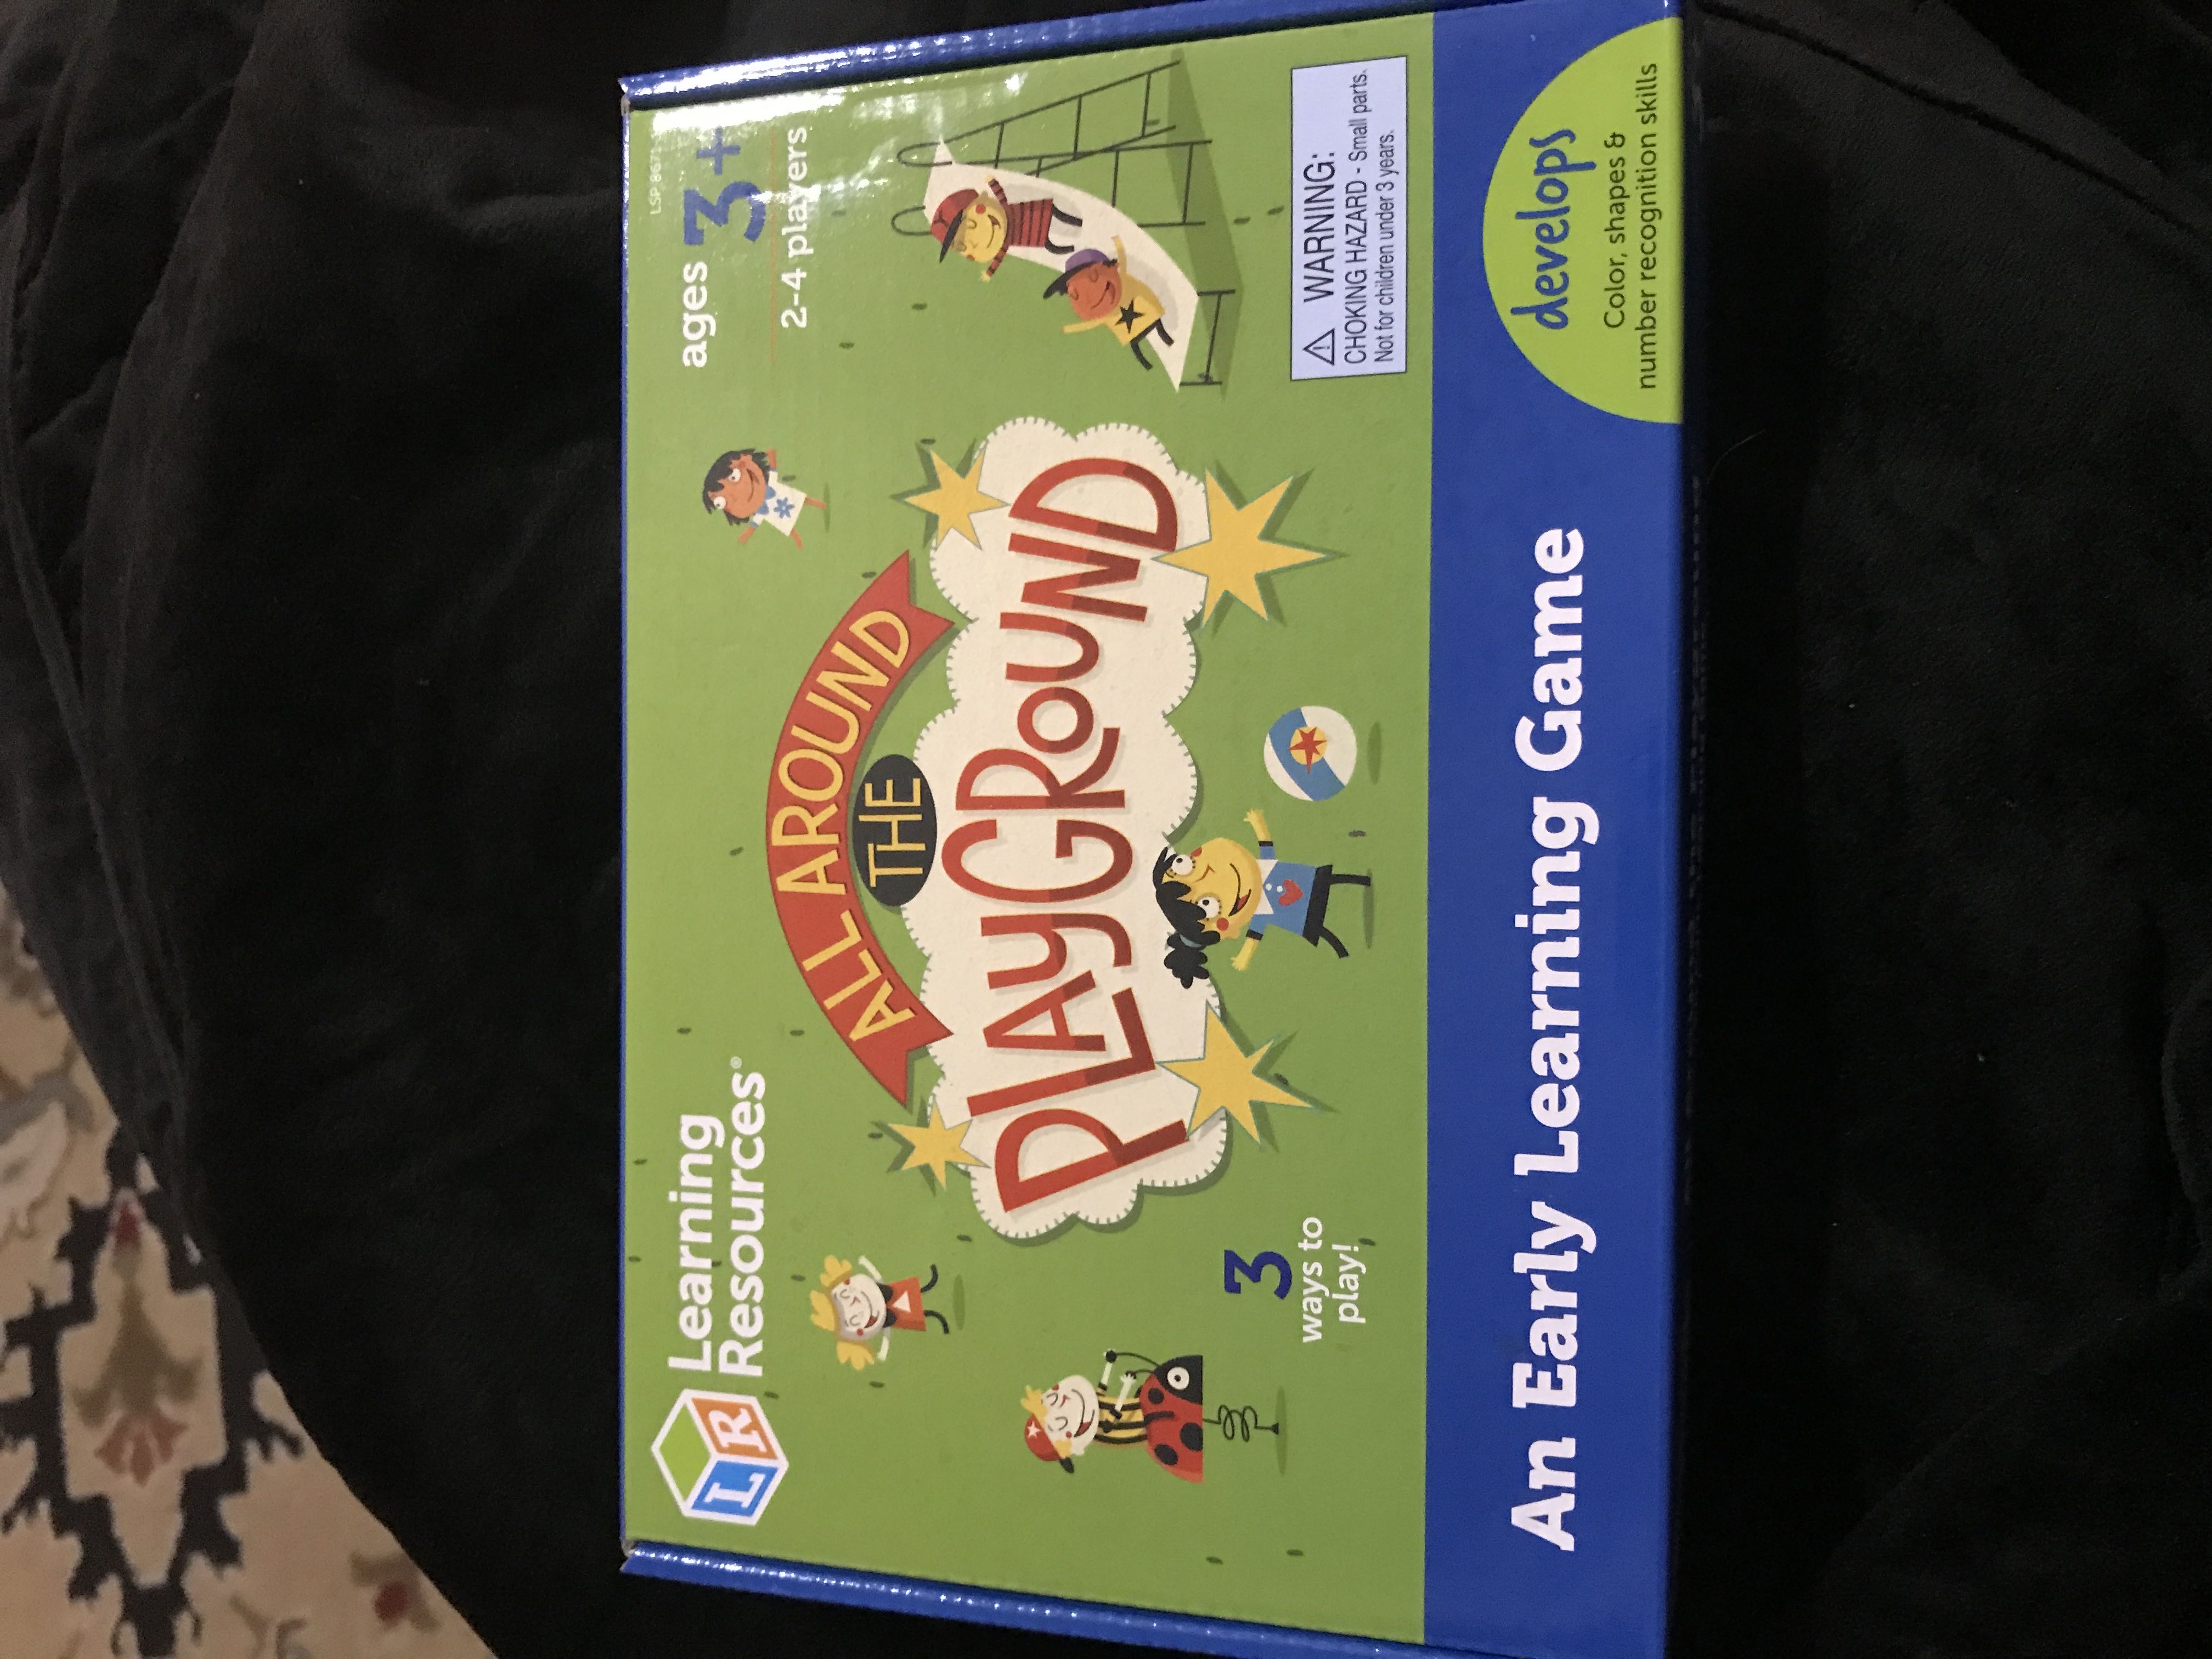 LR
Learning
Resources®
ages 3+
2-4 players
ALL AROUND
THE
PLAYGROUND
3
ways to
play!
⚠ WARNING:
CHOKING HAZARD - Small parts.
Not for children under 3 years.
An Early Learning Game
develops
Color, shapes &
number recognition skills